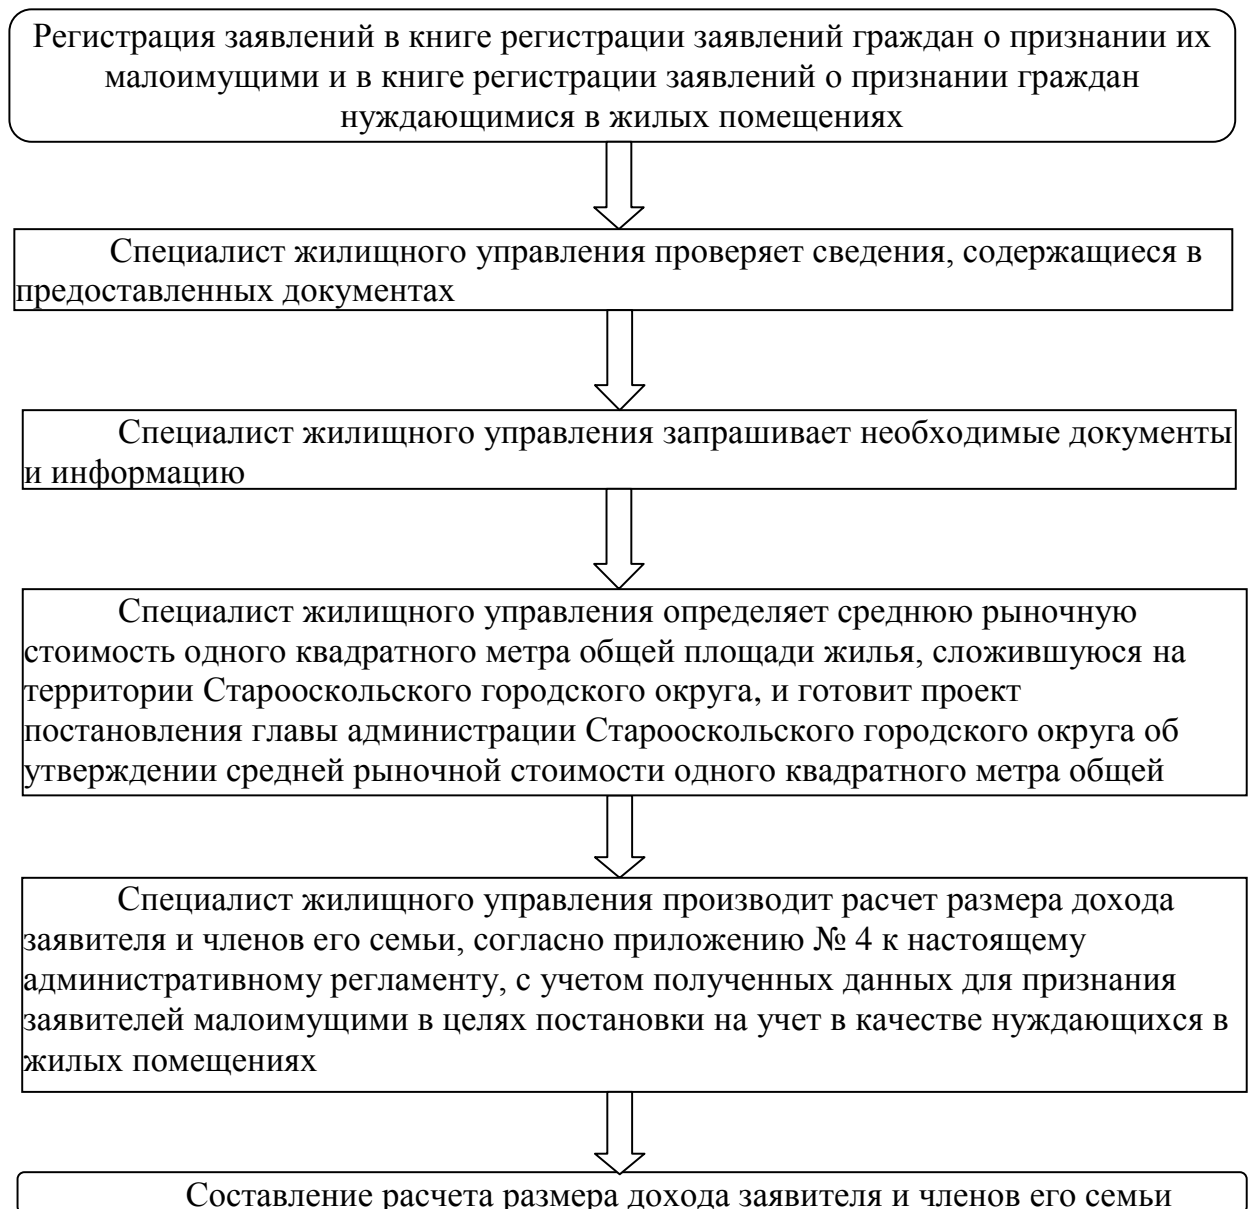 Регистрация заявлений в книге регистрации заявлений граждан о признании их
малоимущими и в книге регистрации заявлений о признании граждан
нуждающимися в жилых помещениях
Специалист жилищного управления проверяет сведения, содержащиеся в
предоставленных документах
Специалист жилищного управления запрашивает необходимые документы
и информацию
Специалист жилищного управления определяет среднюю рыночную
стоимость одного квадратного метра общей площади жилья, сложившуюся на
территории Старооскольского городского округа, и готовит проект
постановления главы администрации Старооскольского городского округа об
утверждении средней рыночной стоимости одного квадратного метра общей
Специалист жилищного управления производит расчет размера дохода
заявителя и членов его семьи, согласно приложению № 4 к настоящему
административному регламенту, с учетом полученных данных для признания
заявителей малоимущими в целях постановки на учет в качестве нуждающихся в
жилых помещениях
Составление расчета размера дохода заявителя и членов его семьи